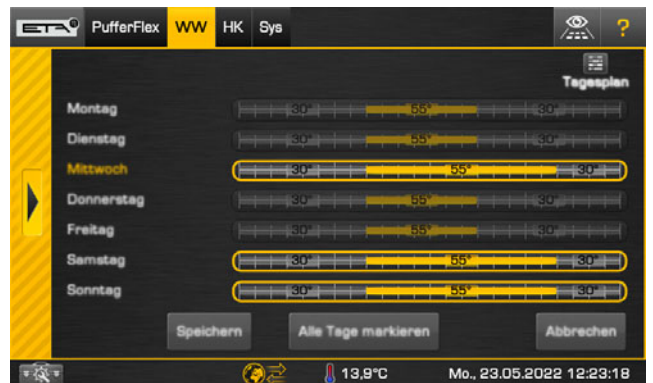 ETA PufferFlex WW HK Sys ?
Tagesplan
Montag 30° 55° 30°
Dienstag 30° 55° 30°
Mittwoch 30° 55° 30°
Donnerstag 30° 55° 30°
Freitag 30° 55° 30°
Samstag 30° 55° 30°
Sonntag 30° 55° 30°
Speichern Alle Tage markieren Abbrechen
13,9°C Mo., 23.05.2022 12:23:18